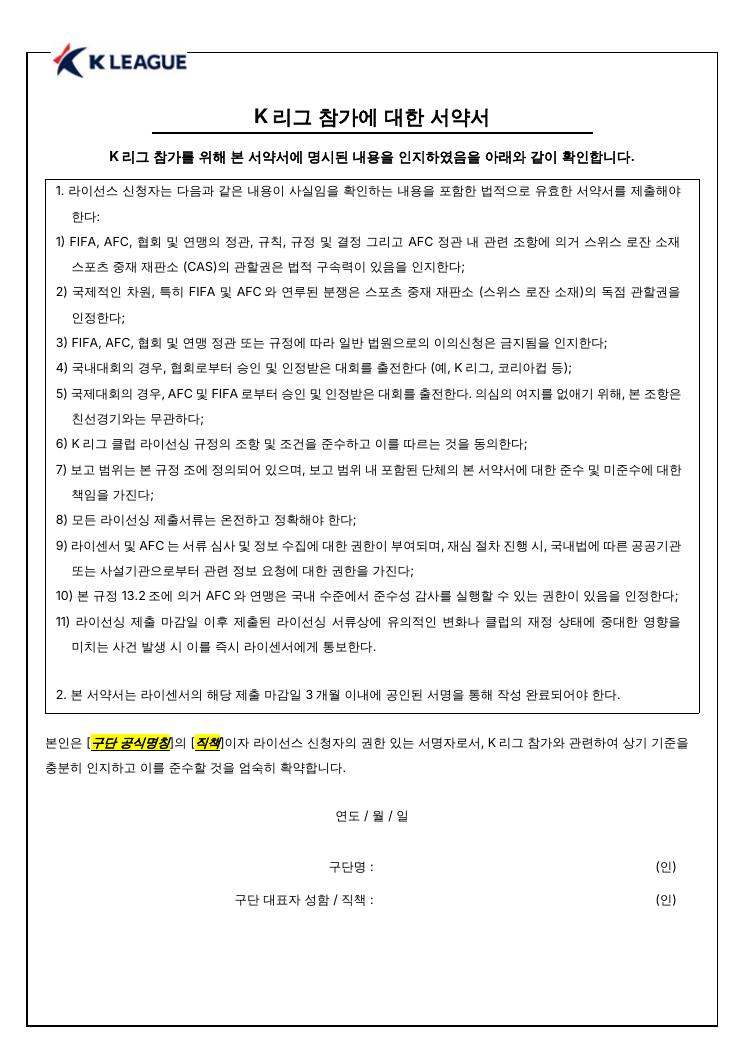 K LEAGUE
K 리그 참가에 대한 서약서
K 리그 참가를 위해 본 서약서에 명시된 내용을 인지하였음을 아래와 같이 확인합니다.
1. 라이선스 신청자는 다음과 같은 내용이 사실임을 확인하는 내용을 포함한 법적으로 유효한 서약서를 제출해야
한다:
1) FIFA, AFC, 협회 및 연맹의 정관, 규칙, 규정 및 결정 그리고 AFC 정관 내 관련 조항에 의거 스위스 로잔 소재
스포츠 중재 재판소 (CAS)의 관할권은 법적 구속력이 있음을 인지한다;
2) 국제적인 차원, 특히 FIFA 및 AFC 와 연루된 분쟁은 스포츠 중재 재판소 (스위스 로잔 소재)의 독점 관할권을
인정한다;
3) FIFA, AFC, 협회 및 연맹 정관 또는 규정에 따라 일반 법원으로의 이의신청은 금지됨을 인지한다;
4) 국내대회의 경우, 협회로부터 승인 및 인정받은 대회를 출전한다 (예, K 리그, 코리아컵 등);
5) 국제대회의 경우, AFC 및 FIFA 로부터 승인 및 인정받은 대회를 출전한다. 의심의 여지를 없애기 위해, 본 조항은
친선경기와는 무관하다;
6) K 리그 클럽 라이선싱 규정의 조항 및 조건을 준수하고 이를 따르는 것을 동의한다;
7) 보고 범위는 본 규정 조에 정의되어 있으며, 보고 범위 내 포함된 단체의 본 서약서에 대한 준수 및 미준수에 대한
책임을 가진다;
8) 모든 라이선싱 제출서류는 온전하고 정확해야 한다;
9) 라이센서 및 AFC 는 서류 심사 및 정보 수집에 대한 권한이 부여되며, 재심 절차 진행 시, 국내법에 따른 공공기관
또는 사설기관으로부터 관련 정보 요청에 대한 권한을 가진다;
10) 본 규정 13.2 조에 의거 AFC 와 연맹은 국내 수준에서 준수성 감사를 실행할 수 있는 권한이 있음을 인정한다;
11) 라이선싱 제출 마감일 이후 제출된 라이선싱 서류상에 유의적인 변화나 클럽의 재정 상태에 중대한 영향을
미치는 사건 발생 시 이를 즉시 라이센서에게 통보한다.
2. 본 서약서는 라이센서의 해당 제출 마감일 3 개월 이내에 공인된 서명을 통해 작성 완료되어야 한다.
본인은 [구단 공식명칭]의 [직책]이자 라이선스 신청자의 권한 있는 서명자로서, K 리그 참가와 관련하여 상기 기준을
충분히 인지하고 이를 준수할 것을 엄숙히 확약합니다.
연도 / 월 / 일
구단명 : (인)
구단 대표자 성함 / 직책 : (인)